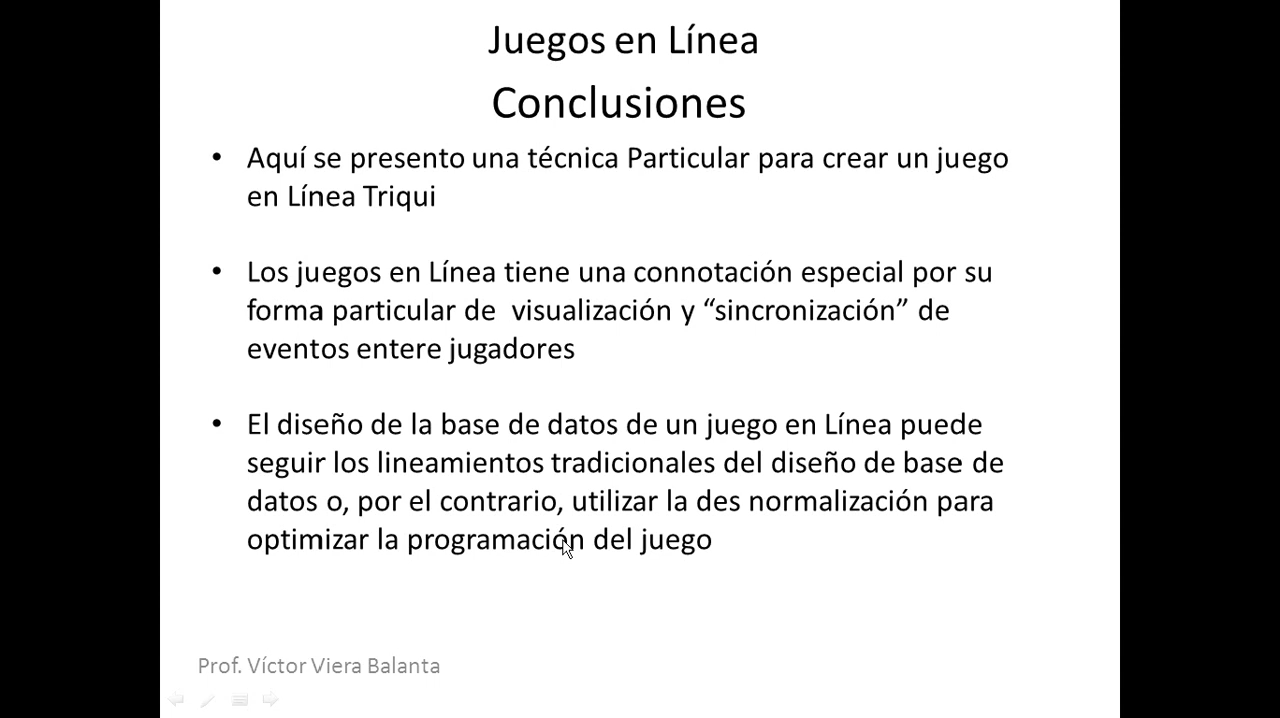 Juegos en Línea
Conclusiones
• Aquí se presento una técnica Particular para crear un juego
en Línea Triqui
• Los juegos en Línea tiene una connotación especial por su
forma particular de visualización y “sincronización” de
eventos entere jugadores
• El diseño de la base de datos de un juego en Línea puede
seguir los lineamientos tradicionales del diseño de base de
datos o, por el contrario, utilizar la des normalización para
optimizar la programación del juego
Prof. Víctor Viera Balanta